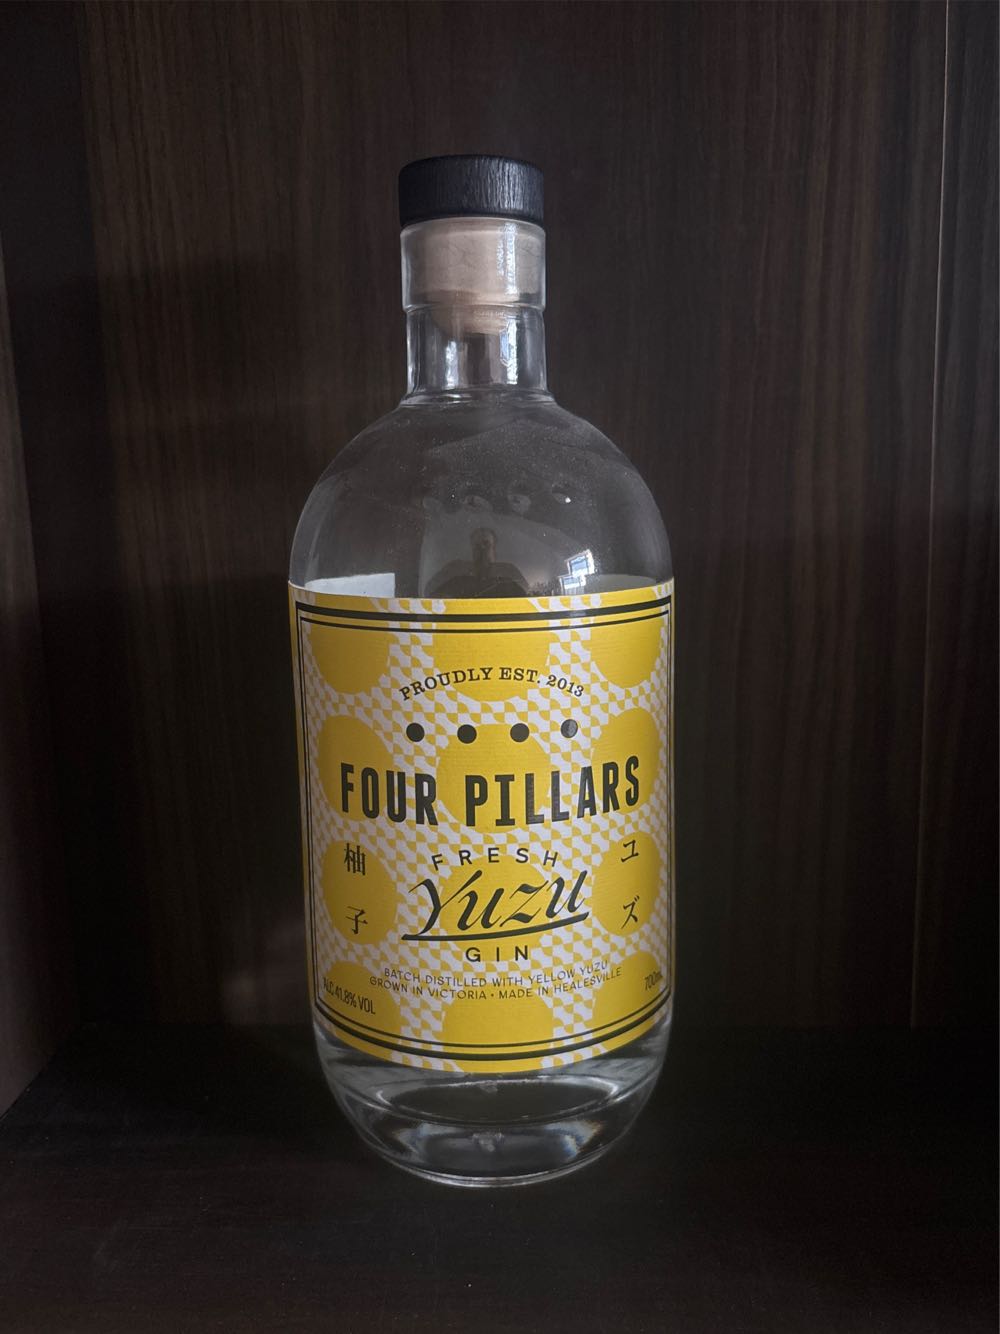 PROUDLY EST. 2013
FOUR PILLARS
柚子
FRESH
Yuzu
GIN
ユズ
BATCH DISTILLED WITH YELLOW YUZU
GROWN IN VICTORIA • MADE IN HEALESVILLE
ALC 41.8% VOL
700mL